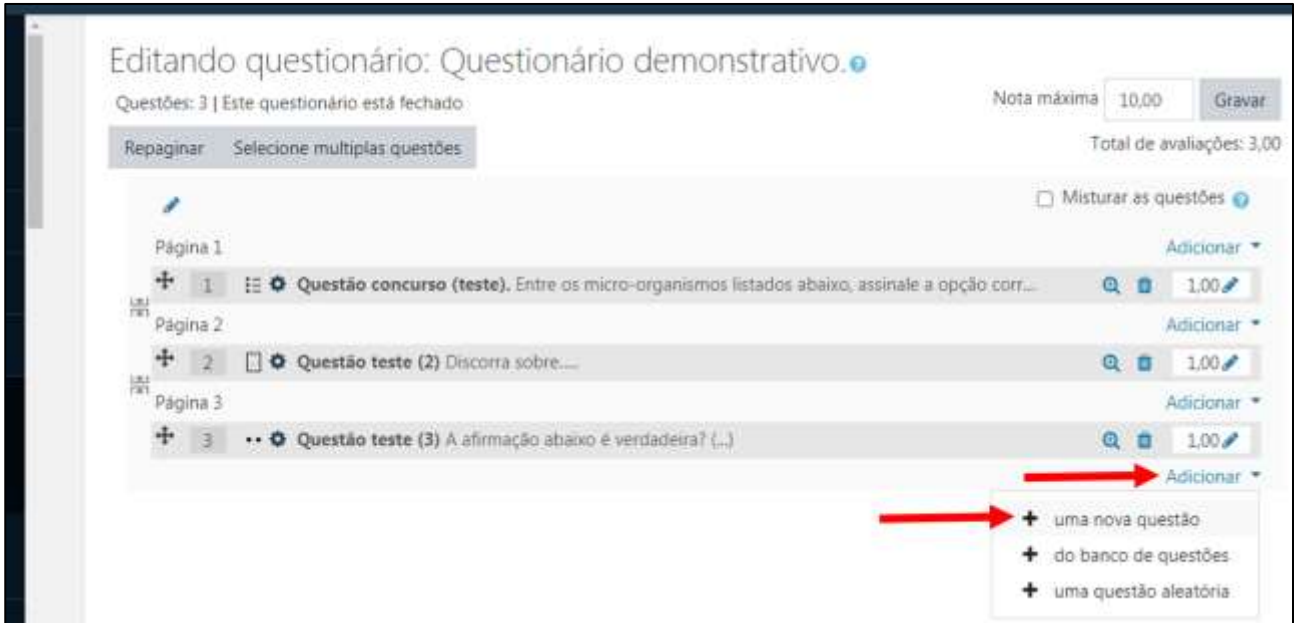 Editando questionário: Questionário demonstrativo.
Questões: 3 | Este questionário está fechado
Nota máxima 10,00 Gravar
Repaginar Selecione multiplas questões
Total de avaliações: 3,00
Misturar as questões
Página 1 Adicionar
1 Questão concurso (teste). Entre os micro-organismos listados abaixo, assinale a opção corr... 1,00
Página 2 Adicionar
2 Questão teste (2) Discorra sobre..... 1,00
Página 3 Adicionar
3 Questão teste (3) A afirmação abaixo é verdadeira? (...) 1,00
Adicionar
uma nova questão
do banco de questões
uma questão aleatória